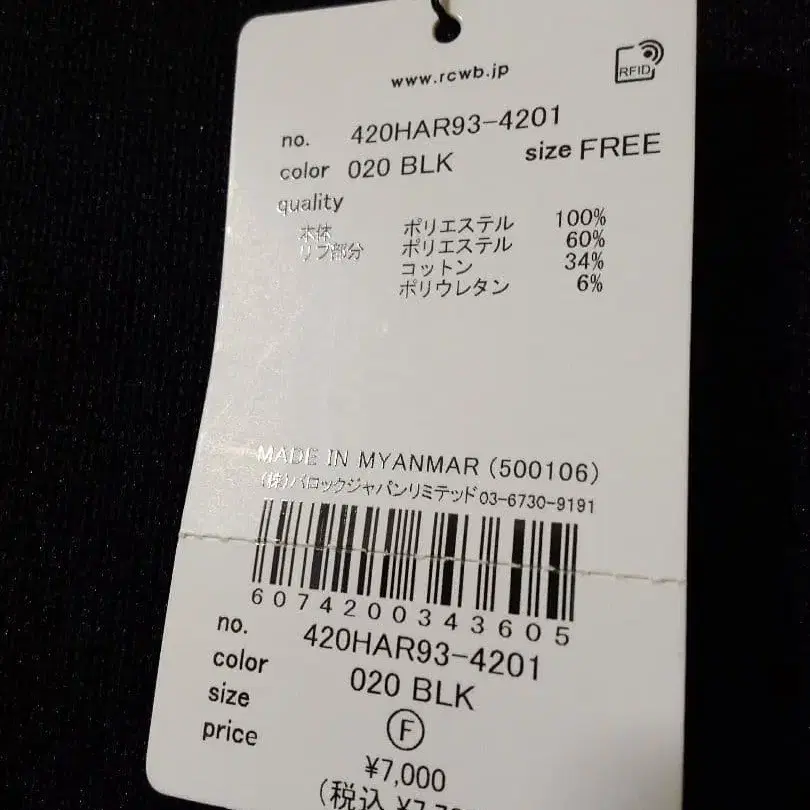 www.rcwb.jp
RFID
no. 420HAR93-4201
color 020 BLK size FREE
quality
本体 ポリエステル 100%
リブ部分 ポリエステル 60%
コットン 34%
ポリウレタン 6%
MADE IN MYANMAR (500106)
(株)バロックジャパンリミテッド 03-6730-9191
6074200343605
no. 420HAR93-4201
color 020 BLK
size F
price ¥7,000
(税込